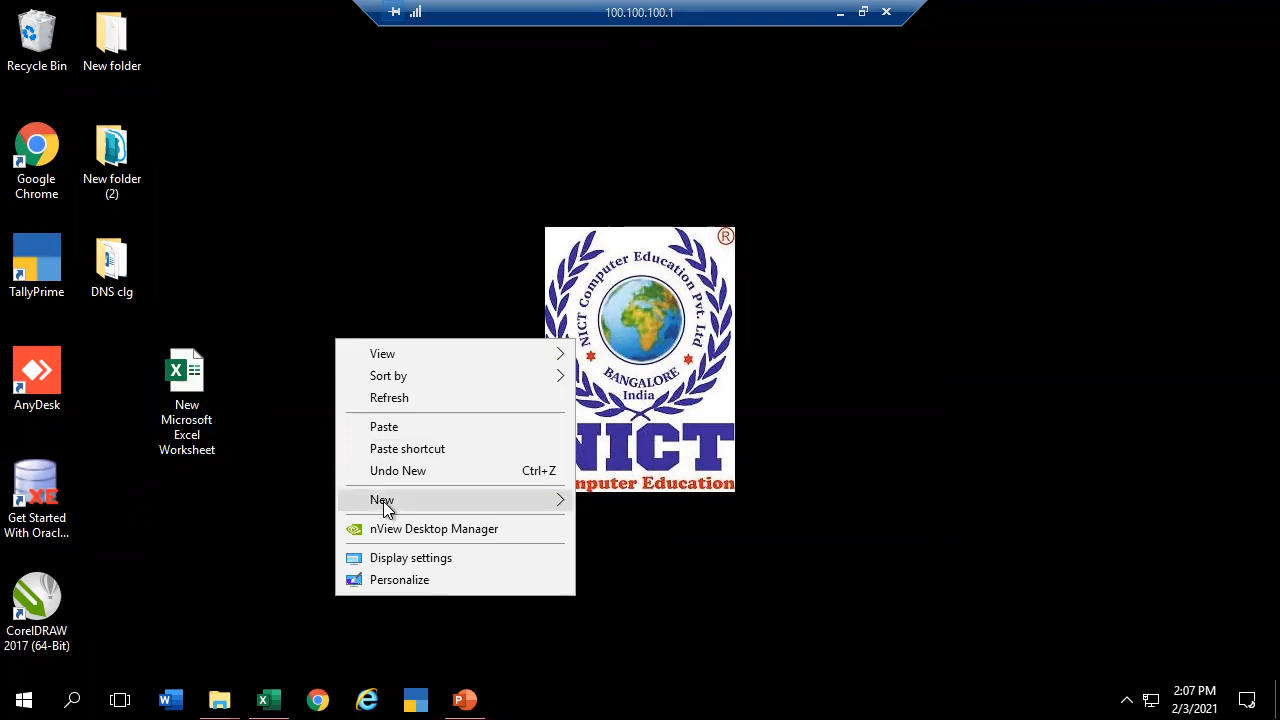 100.100.100.1
Recycle Bin
New folder
Google
Chrome
New folder
(2)
TallyPrime
DNS clg
AnyDesk
New
Microsoft
Excel
Worksheet
Get Started
With Oracl...
CorelDRAW
2017 (64-Bit)
NICT Computer Education Pvt. Ltd
®
BANGALORE
India
NICT
mputer Education
View
Sort by
Refresh
Paste
Paste shortcut
Undo New Ctrl+Z
New
nView Desktop Manager
Display settings
Personalize
2:07 PM
2/3/2021